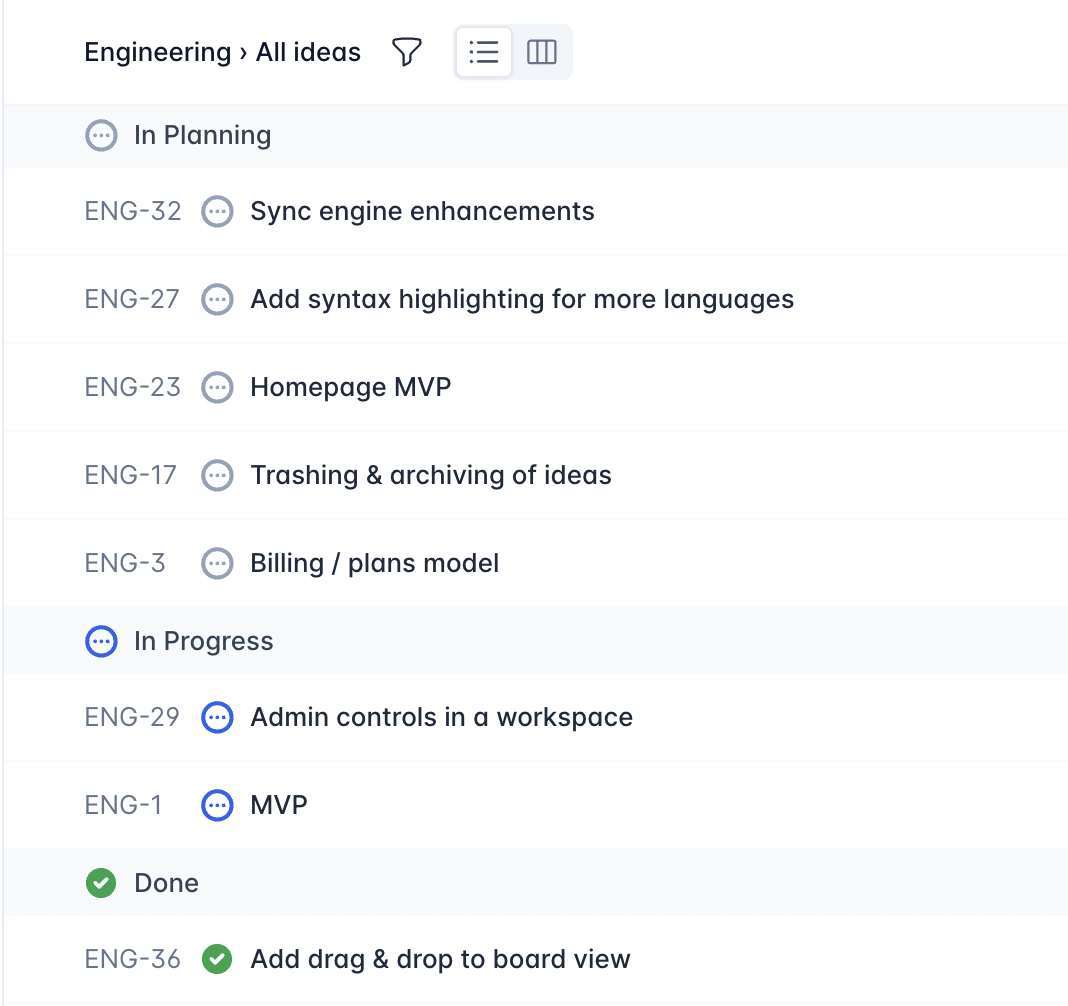 Engineering › All ideas
In Planning
ENG-32 Sync engine enhancements
ENG-27 Add syntax highlighting for more languages
ENG-23 Homepage MVP
ENG-17 Trashing & archiving of ideas
ENG-3 Billing / plans model
In Progress
ENG-29 Admin controls in a workspace
ENG-1 MVP
Done
ENG-36 Add drag & drop to board view